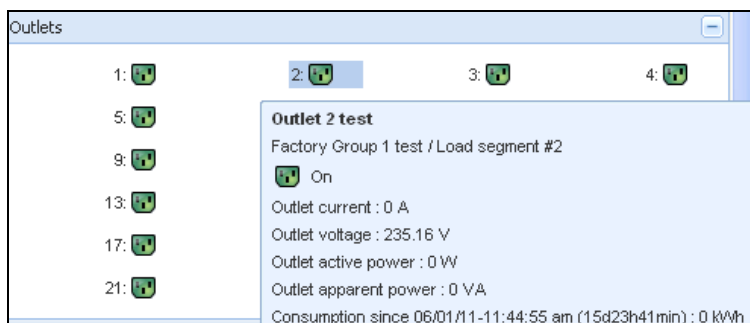 Outlets
1: 2: 3: 4:
5:
9:
13:
17:
21:
Outlet 2 test
Factory Group 1 test / Load segment #2
On
Outlet current : 0 A
Outlet voltage : 235.16 V
Outlet active power : 0 W
Outlet apparent power : 0 VA
Consumption since 06/01/11-11:44:55 am (15d23h41min) : 0 kWh